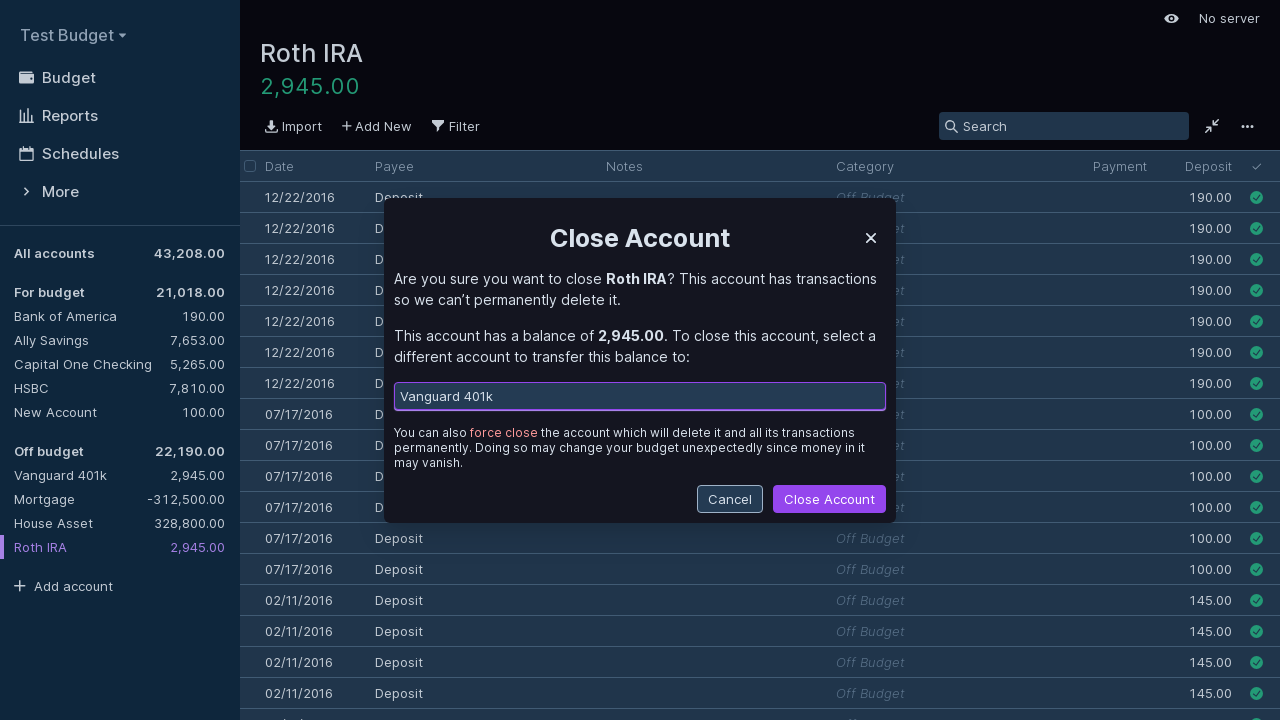 Test Budget
Budget
Reports
Schedules
More
All accounts 43,208.00
For budget 21,018.00
Bank of America 190.00
Ally Savings 7,653.00
Capital One Checking 5,265.00
HSBC 7,810.00
New Account 100.00
Off budget 22,190.00
Vanguard 401k 2,945.00
Mortgage -312,500.00
House Asset 328,800.00
Roth IRA 2,945.00
Add account
No server
Roth IRA
2,945.00
Import Add New Filter Search
Date Payee Notes Category Payment Deposit
12/22/2016 Deposit Off Budget 190.00
12/22/2016 190.00
12/22/2016 190.00
12/22/2016 190.00
12/22/2016 190.00
12/22/2016 190.00
12/22/2016 190.00
07/17/2016 100.00
07/17/2016 100.00
07/17/2016 100.00
07/17/2016 100.00
07/17/2016 Deposit Off Budget 100.00
07/17/2016 Deposit Off Budget 100.00
02/11/2016 Deposit Off Budget 145.00
02/11/2016 Deposit Off Budget 145.00
02/11/2016 Deposit Off Budget 145.00
02/11/2016 Deposit Off Budget 145.00
Close Account
Are you sure you want to close Roth IRA? This account has transactions
so we can’t permanently delete it.
This account has a balance of 2,945.00. To close this account, select a
different account to transfer this balance to:
Vanguard 401k
You can also force close the account which will delete it and all its transactions
permanently. Doing so may change your budget unexpectedly since money in it
may vanish.
Cancel Close Account